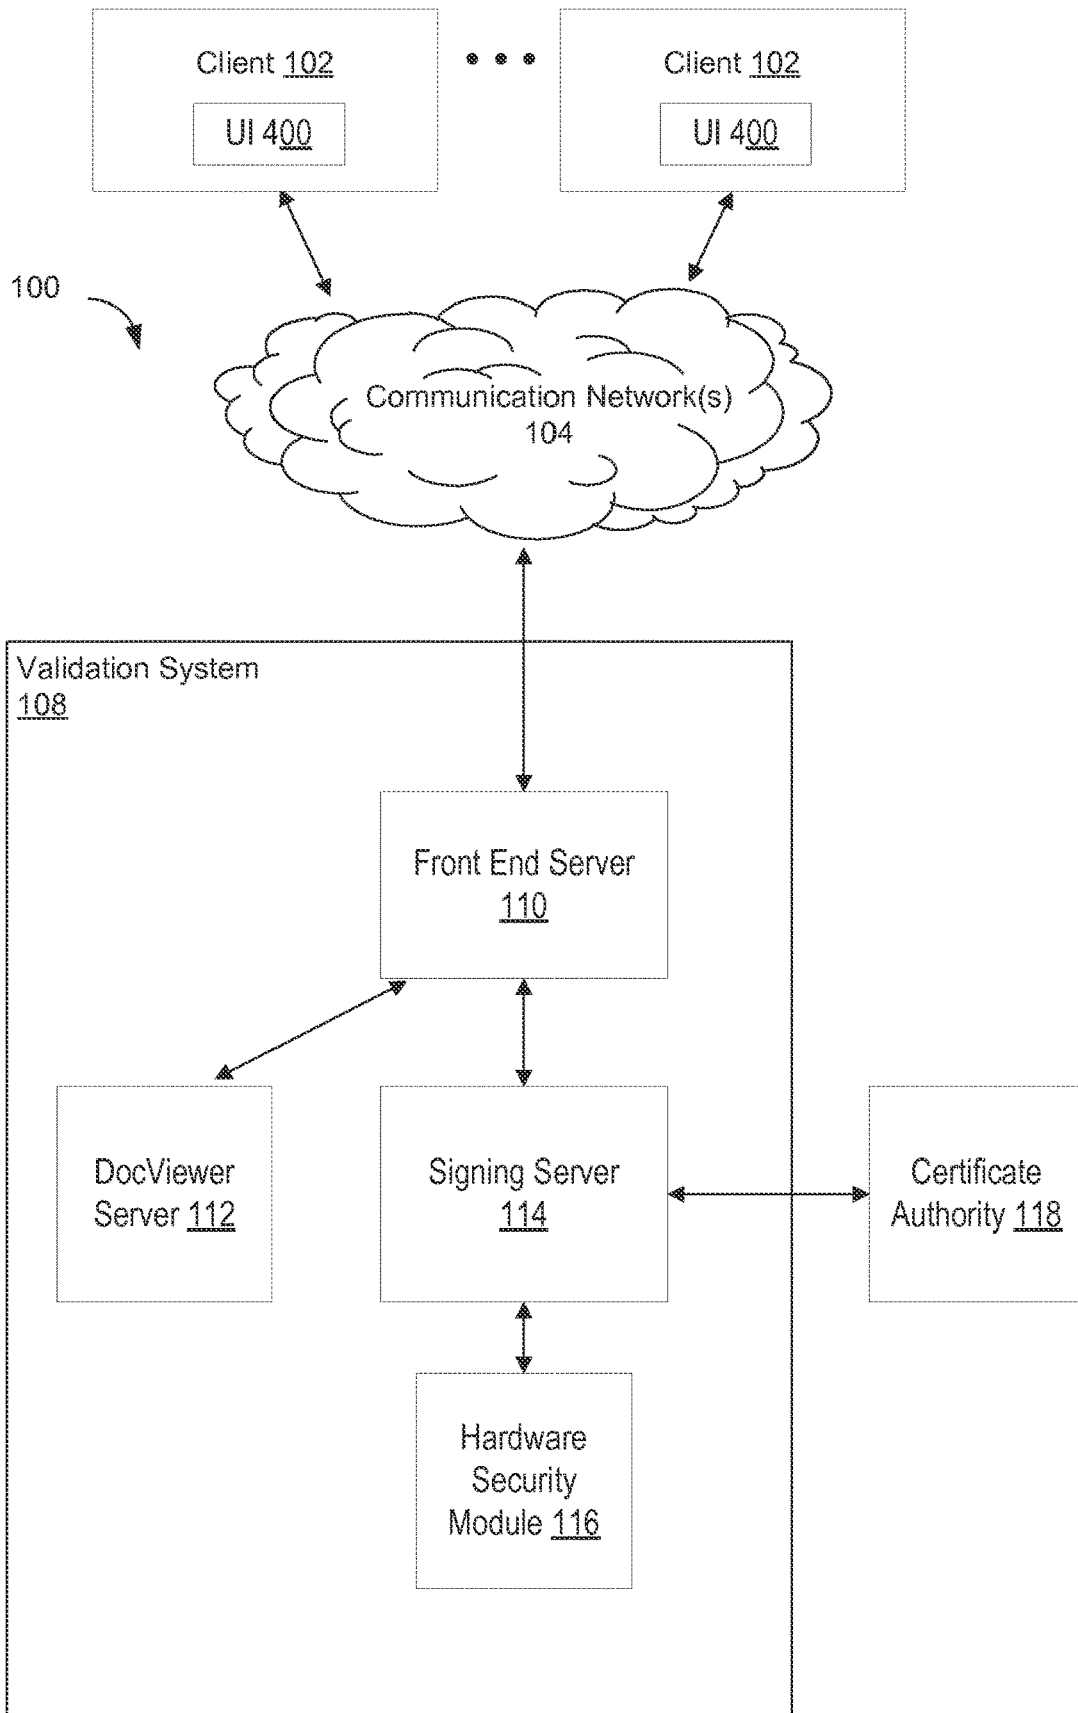 Client 102
UI 400
• • •
Client 102
UI 400
100
Communication Network(s)
104
Validation System
108
Front End Server
110
DocViewer
Server 112
Signing Server
114
Certificate
Authority 118
Hardware
Security
Module 116